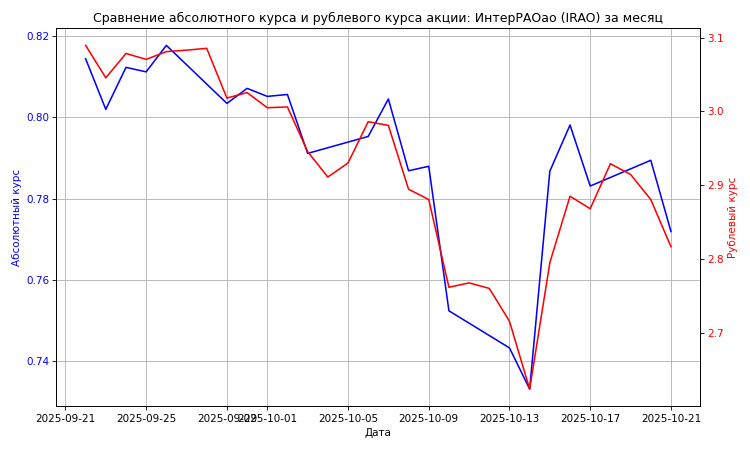 Сравнение абсолютного курса и рублевого курса акции: ИнтерРАОао (IRAO) за месяц
0.82
0.80
0.78
0.76
0.74
Абсолютный курс
3.1
3.0
2.9
2.8
2.7
Рублевый курс
2025-09-21 2025-09-25 2025-09-29 2025-10-01 2025-10-05 2025-10-09 2025-10-13 2025-10-17 2025-10-21
Дата